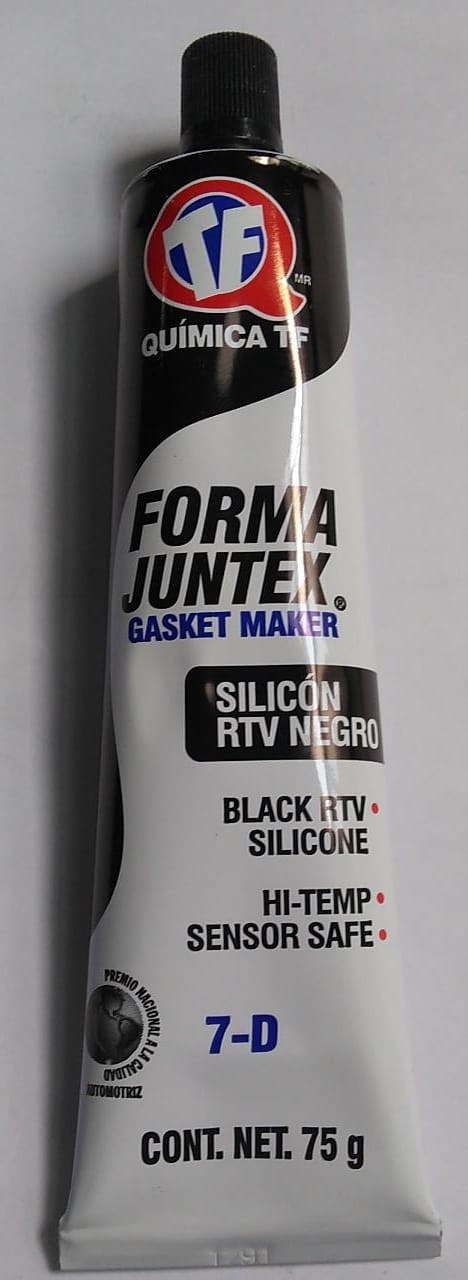 TF
MR
QUÍMICA TF
FORMA
JUNTEX®
GASKET MAKER
SILICÓN
RTV NEGRO
BLACK RTV •
SILICONE
HI-TEMP •
SENSOR SAFE •
PREMIO NACIONAL A LA CALIDAD
AUTOMOTRIZ
7-D
CONT. NET. 75 g